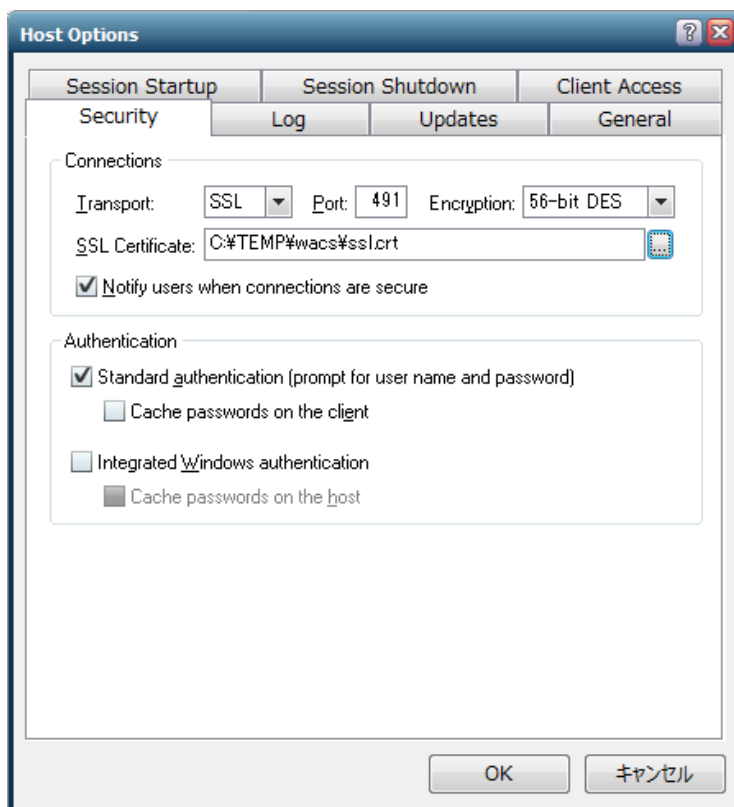 Host Options
Session Startup Session Shutdown Client Access
Security Log Updates General
Connections
Transport: SSL Port: 491 Encryption: 56-bit DES
SSL Certificate: C:¥TEMP¥wacs¥ssl.crt ...
Notify users when connections are secure
Authentication
Standard authentication (prompt for user name and password)
Cache passwords on the client
Integrated Windows authentication
Cache passwords on the host
OK キャンセル